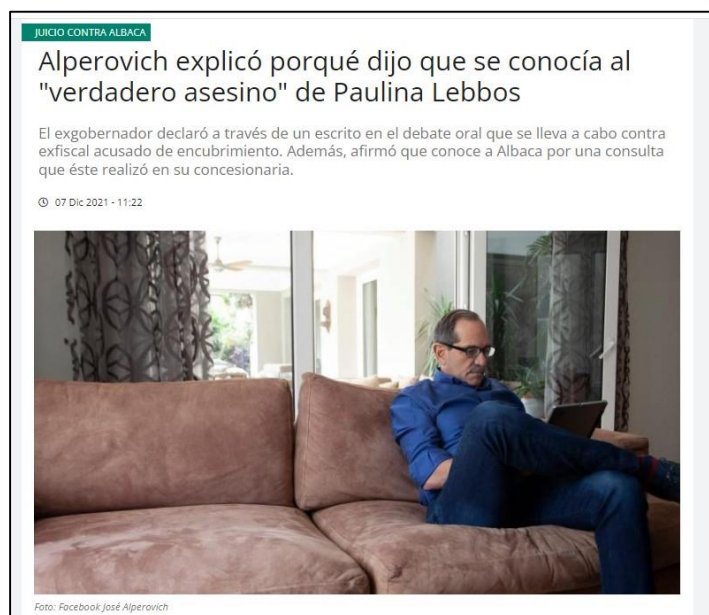 JUICIO CONTRA ALBACA
Alperovich explicó porqué dijo que se conocía al
"verdadero asesino" de Paulina Lebbos
El exgobernador declaró a través de un escrito en el debate oral que se lleva a cabo contra
exfiscal acusado de encubrimiento. Además, afirmó que conoce a Albaca por una consulta
que éste realizó en su concesionaria.
07 Dic 2021 - 11:22
Foto: Facebook José Alperovich